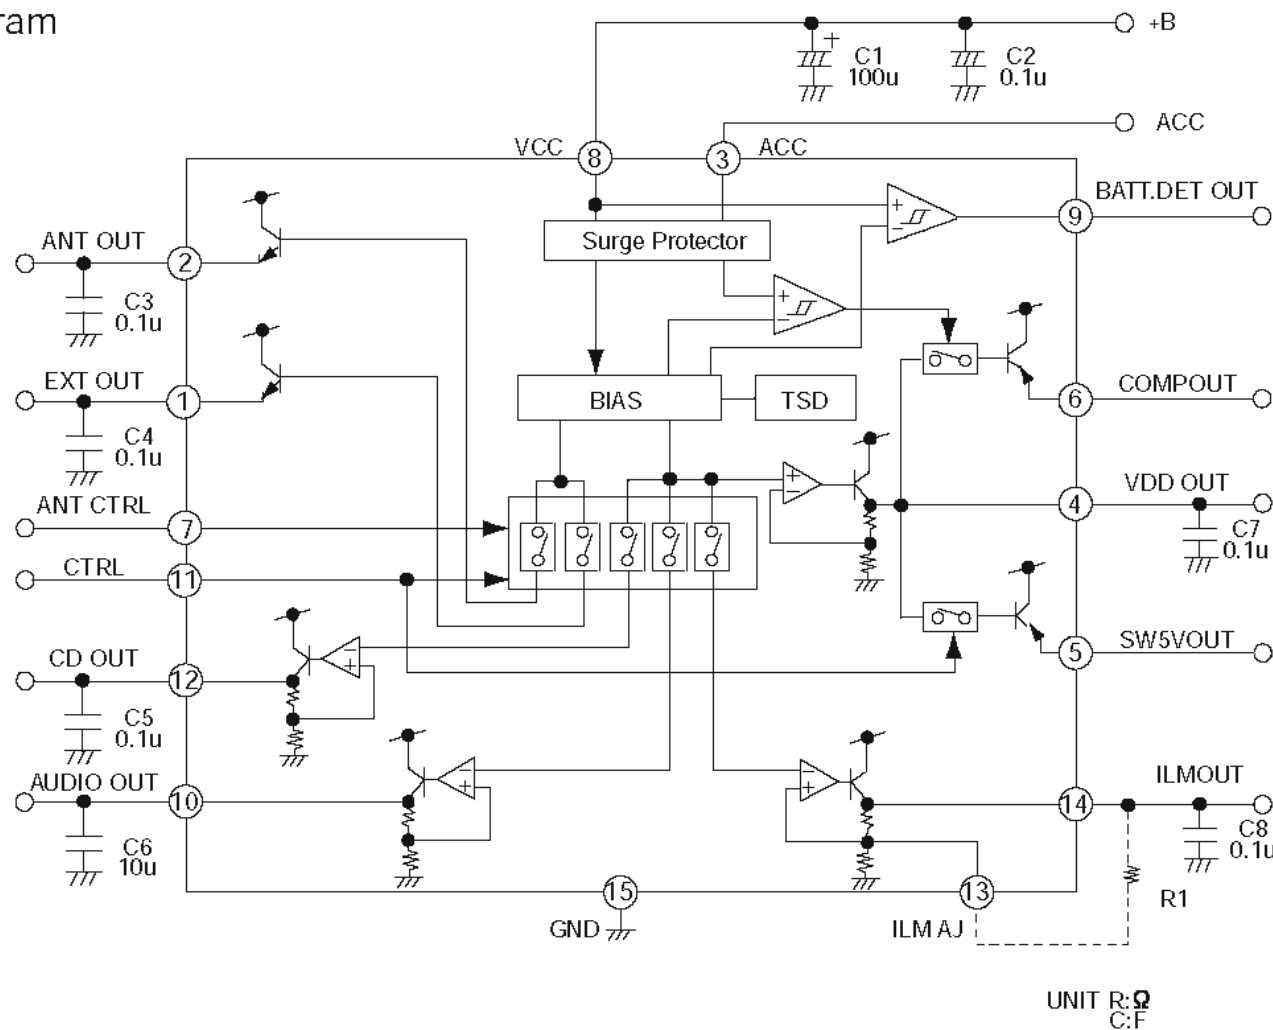 ram
+B
+
C1
100u
C2
0.1u
ACC
VCC
8
3
ACC
BATT.DET OUT
9
+
−
Surge Protector
ANT OUT
2
C3
0.1u
+
−
EXT OUT
1
C4
0.1u
BIAS
TSD
COMPOUT
6
ANT CTRL
7
+
−
VDD OUT
4
C7
0.1u
CTRL
11
CD OUT
12
−
+
C5
0.1u
SW5VOUT
5
AUDIO OUT
10
−
+
C6
10u
−
+
ILMOUT
14
C8
0.1u
15
GND
13
ILM AJ
R1
UNIT R:Ω
C:F